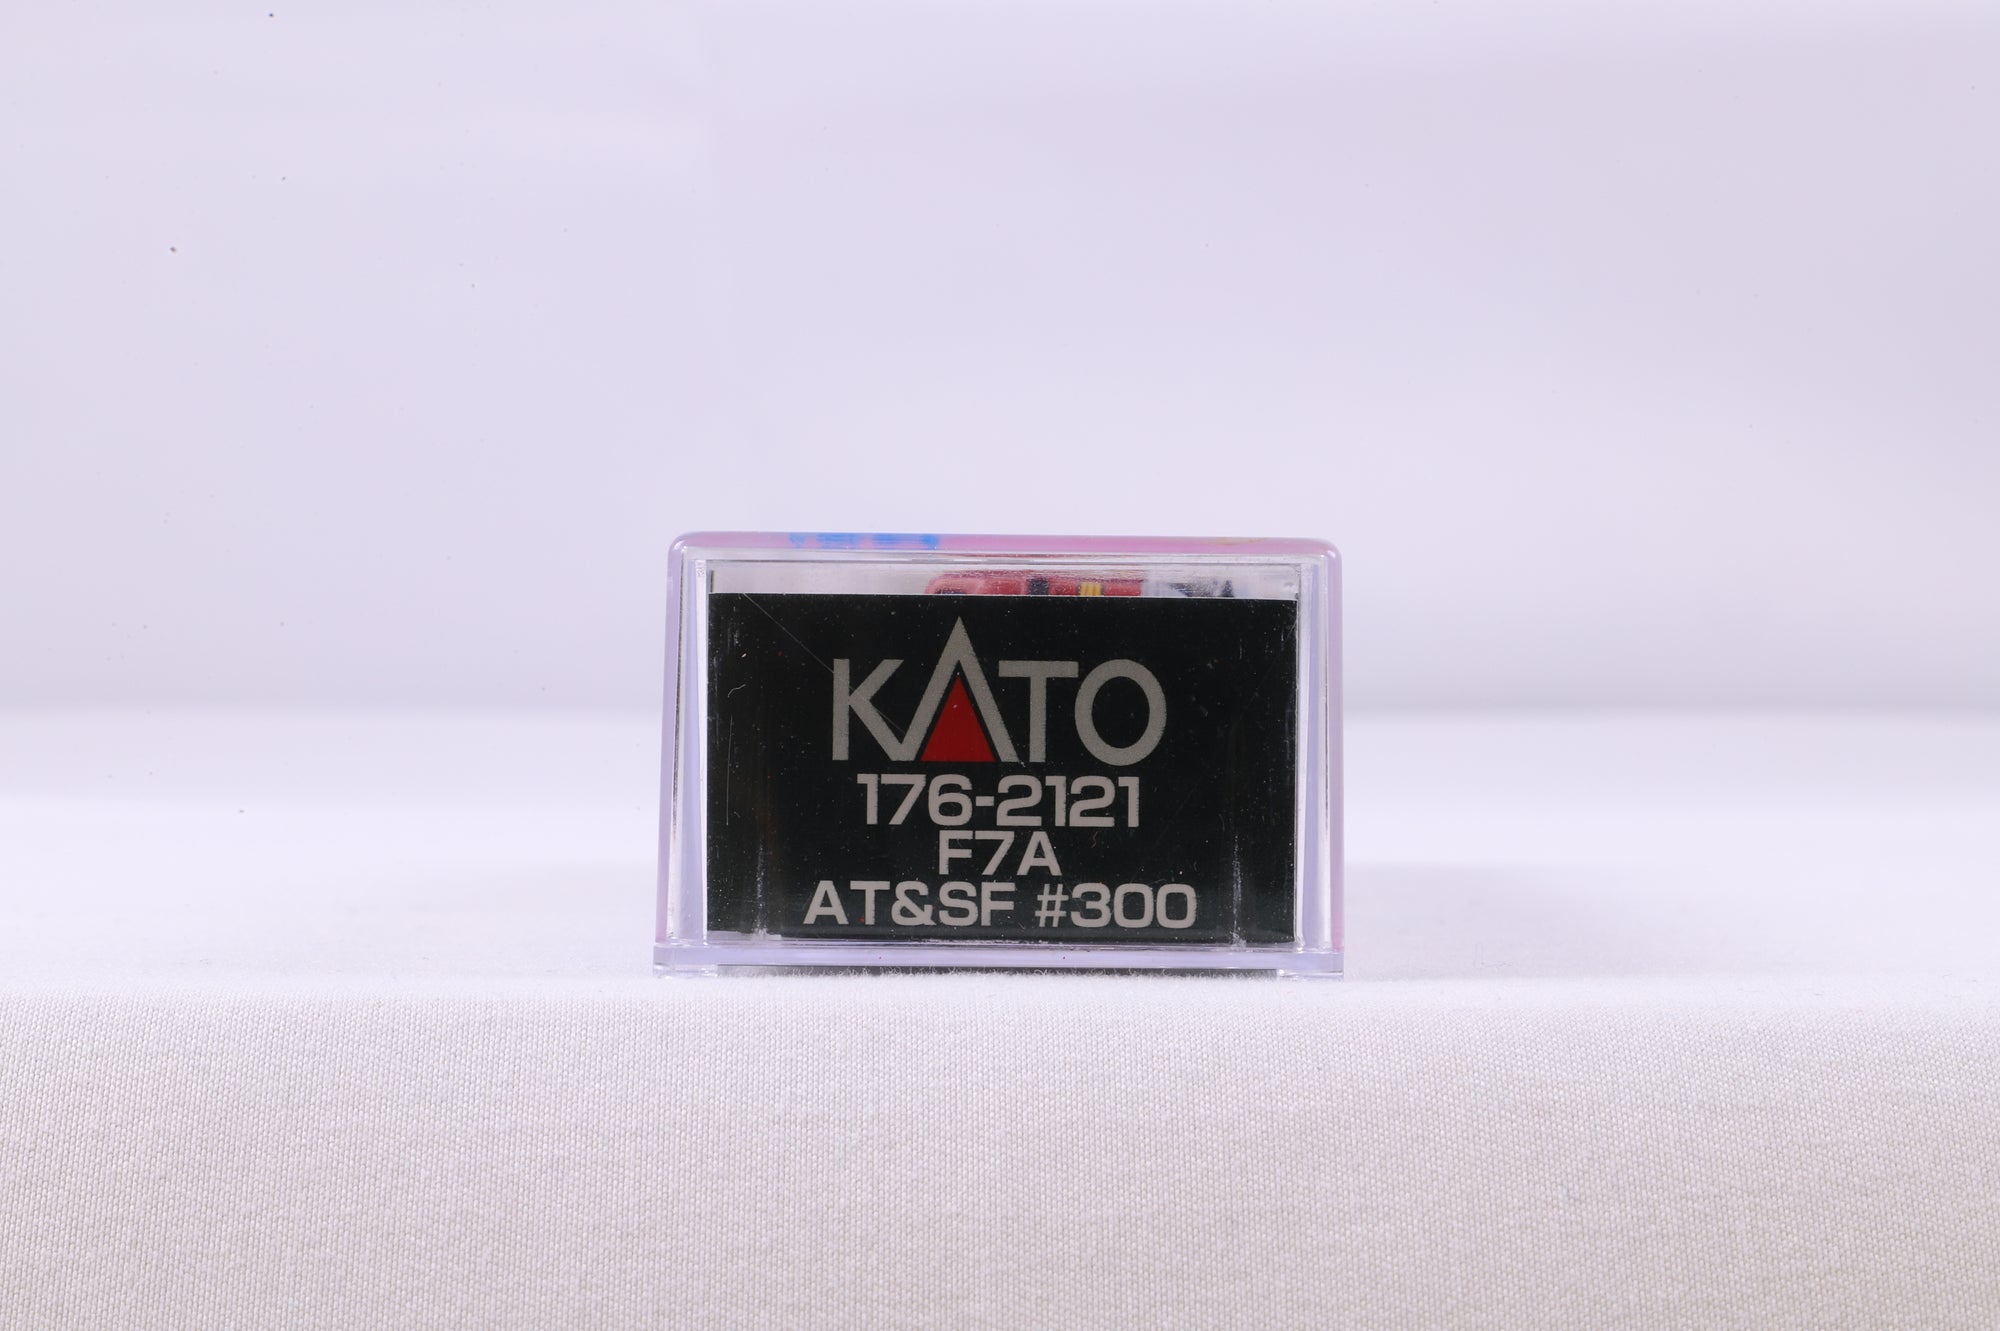 KATO
176-2121
F7A
AT&SF #300